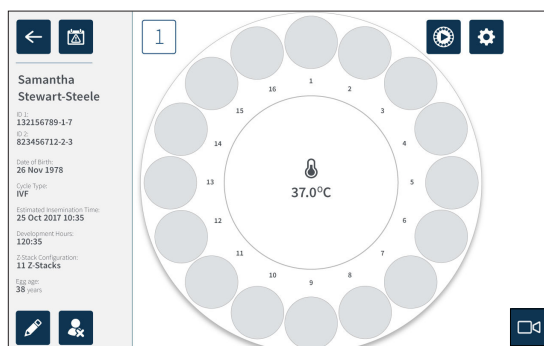 Samantha
Stewart-Steele
ID 1:
132156789-1-7
ID 2:
823456712-2-3
Date of Birth:
26 Nov 1978
Cycle Type:
IVF
Estimated Insemination Time:
25 Oct 2017 10:35
Development Hours:
120:35
Z-Stack Configuration:
11 Z-Stacks
Egg age:
38 years
1
1
2
3
4
5
6
7
8
9
10
11
12
13
14
15
16
37.0°C